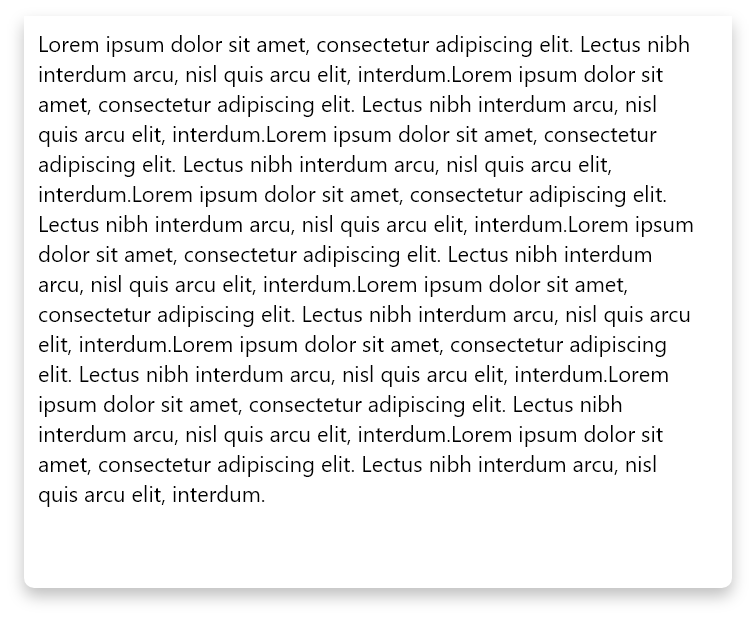 Lorem ipsum dolor sit amet, consectetur adipiscing elit. Lectus nibh
interdum arcu, nisl quis arcu elit, interdum.Lorem ipsum dolor sit
amet, consectetur adipiscing elit. Lectus nibh interdum arcu, nisl
quis arcu elit, interdum.Lorem ipsum dolor sit amet, consectetur
adipiscing elit. Lectus nibh interdum arcu, nisl quis arcu elit,
interdum.Lorem ipsum dolor sit amet, consectetur adipiscing elit.
Lectus nibh interdum arcu, nisl quis arcu elit, interdum.Lorem ipsum
dolor sit amet, consectetur adipiscing elit. Lectus nibh interdum
arcu, nisl quis arcu elit, interdum.Lorem ipsum dolor sit amet,
consectetur adipiscing elit. Lectus nibh interdum arcu, nisl quis arcu
elit, interdum.Lorem ipsum dolor sit amet, consectetur adipiscing
elit. Lectus nibh interdum arcu, nisl quis arcu elit, interdum.Lorem
ipsum dolor sit amet, consectetur adipiscing elit. Lectus nibh
interdum arcu, nisl quis arcu elit, interdum.Lorem ipsum dolor sit
amet, consectetur adipiscing elit. Lectus nibh interdum arcu, nisl
quis arcu elit, interdum.